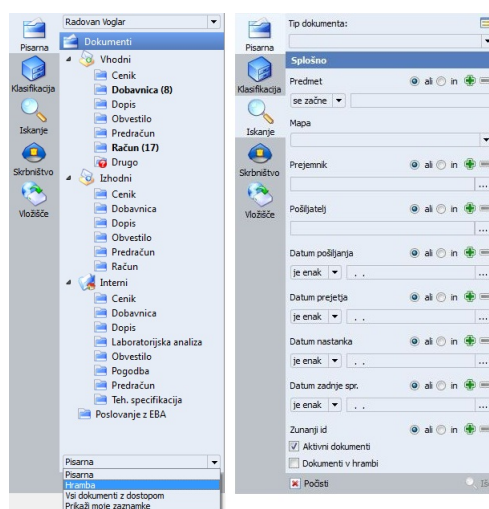 Radovan Voglar
Dokumenti
Pisarna
Klasifikacija
Iskanje
Skrbništvo
Vložišče
Vhodni
Cenik
Dobavnica (8)
Dopis
Obvestilo
Predračun
Račun (17)
Drugo
Izhodni
Cenik
Dobavnica
Dopis
Obvestilo
Predračun
Račun
Interni
Cenik
Dobavnica
Dopis
Laboratorijska analiza
Obvestilo
Pogodba
Predračun
Teh. specifikacija
Poslovanje z EBA
Pisarna
Pisarna
Hramba
Vsi dokumenti z dostopom
Prikaži moje zaznamke
Pisarna
Klasifikacija
Iskanje
Skrbništvo
Vložišče
Tip dokumenta:
Splošno
Predmet ali in
se začne
Mapa
Prejemnik ali in
...
Pošiljatelj ali in
...
Datum pošiljanja ali in
je enak . . ...
Datum prejetja ali in
je enak . . ...
Datum nastanka ali in
je enak . . ...
Datum zadnje spr. ali in
je enak . . ...
Zunanji id ali in
Aktivni dokumenti
Dokumenti v hrambi
Počisti